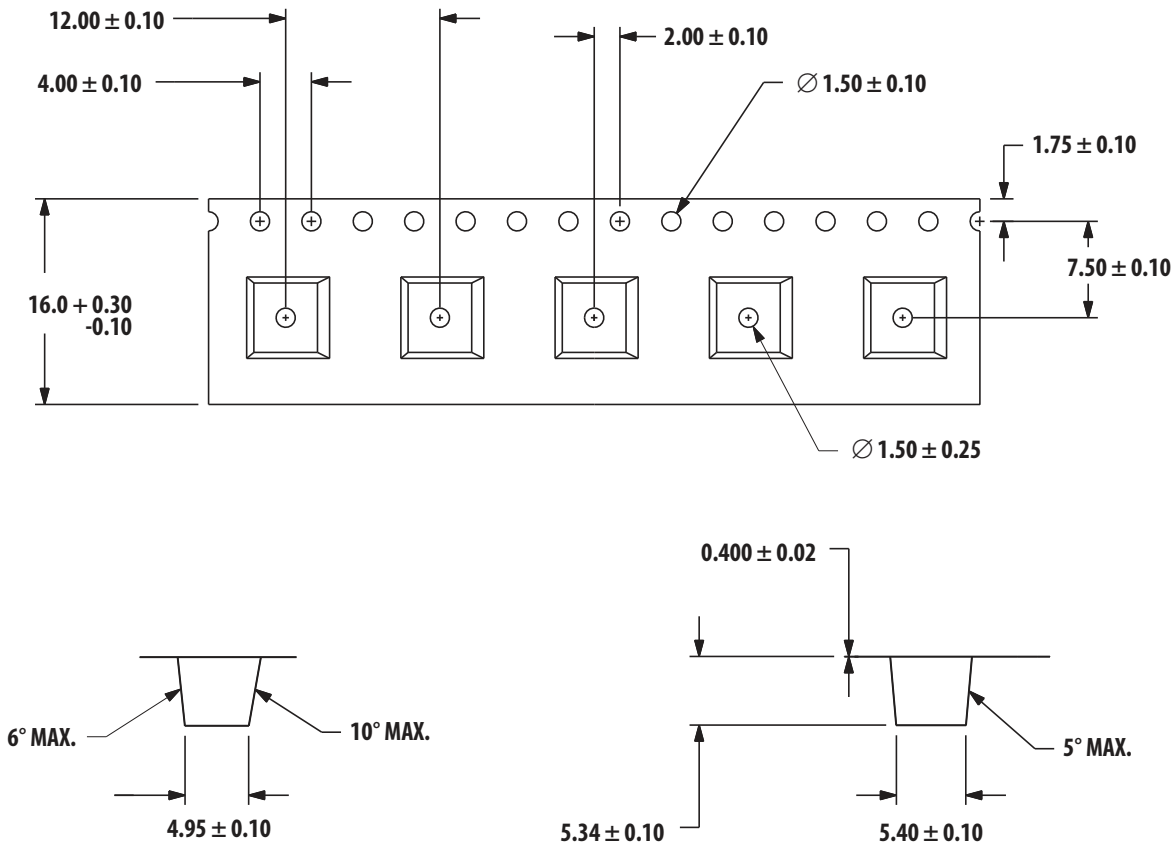 12.00 ± 0.10
2.00 ± 0.10
4.00 ± 0.10
∅ 1.50 ± 0.10
1.75 ± 0.10
7.50 ± 0.10
16.0 + 0.30
-0.10
∅ 1.50 ± 0.25
0.400 ± 0.02
6° MAX.
10° MAX.
5° MAX.
4.95 ± 0.10
5.34 ± 0.10
5.40 ± 0.10